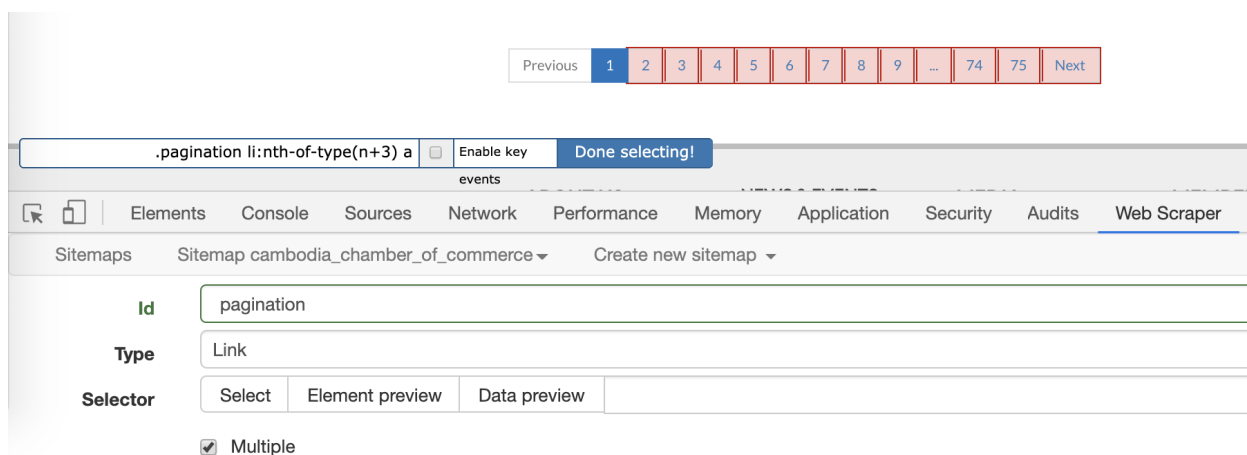 Previous 1 2 3 4 5 6 7 8 9 ... 74 75 Next
.pagination li:nth-of-type(n+3) a Enable key Done selecting!
events
NEWS & EVENTS
Elements Console Sources Network Performance Memory Application Security Audits Web Scraper
Sitemaps Sitemap cambodia_chamber_of_commerce Create new sitemap
Id pagination
Type Link
Selector Select Element preview Data preview
Multiple